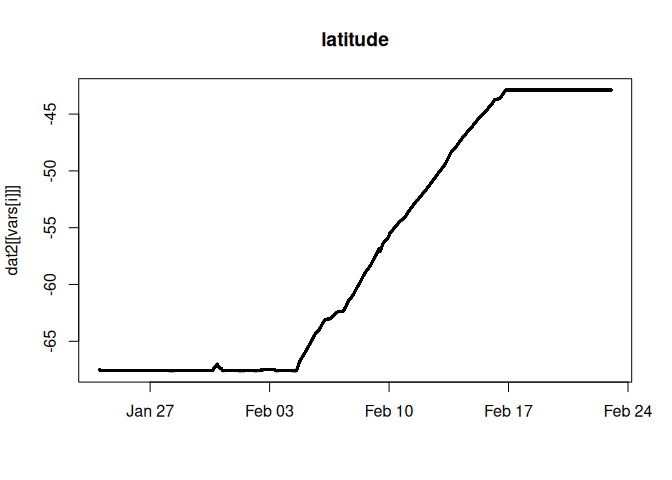 latitude
dat2[[vars[i]]]
-45
-50
-55
-60
-65
Jan 27
Feb 03
Feb 10
Feb 17
Feb 24